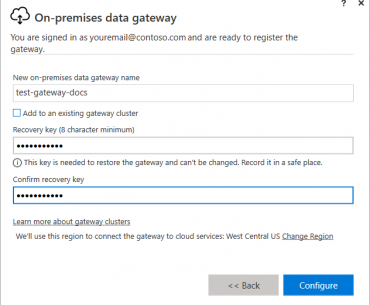 On-premises data gateway
You are signed in as youremail@contoso.com and are ready to register the
gateway.
New on-premises data gateway name
test-gateway-docs
Add to an existing gateway cluster
Recovery key (8 character minimum)
•••••••••••
This key is needed to restore the gateway and can't be changed. Record it in a safe place.
Confirm recovery key
•••••••••••
Learn more about gateway clusters
We'll use this region to connect the gateway to cloud services: West Central US Change Region
<< Back Configure